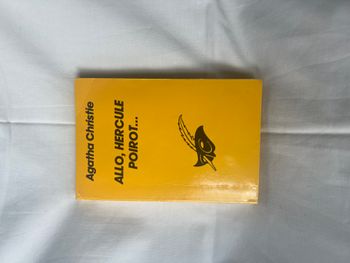 Agatha Christie
ALLO, HERCULE
POIROT...